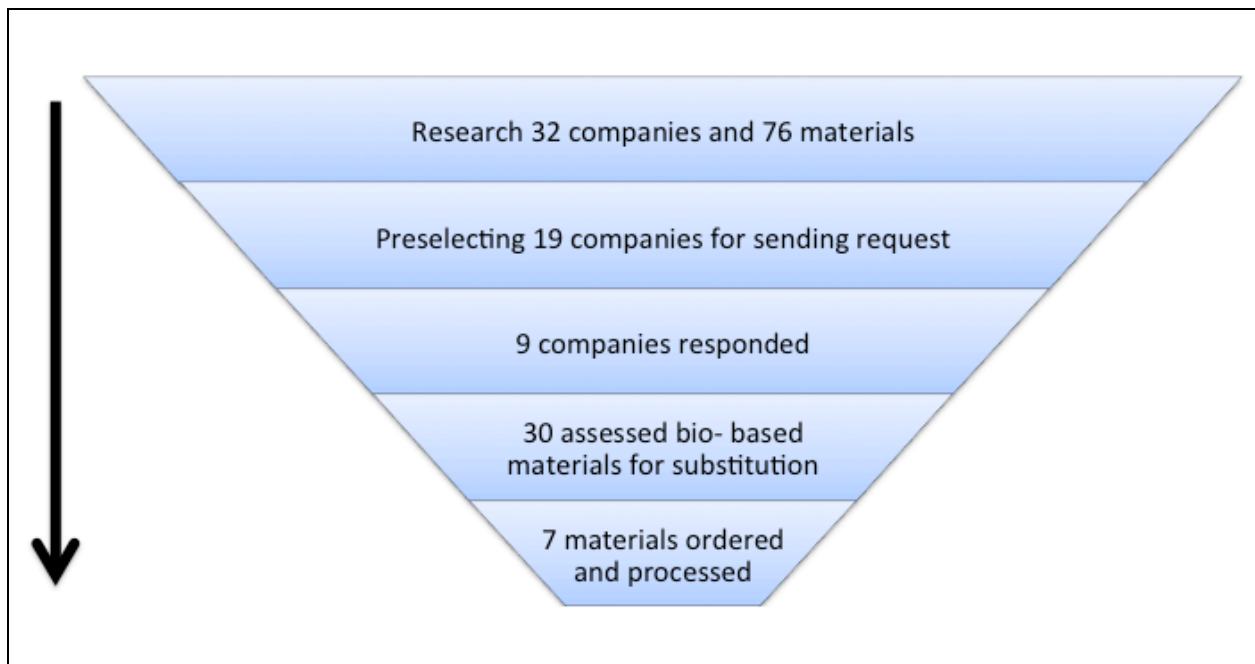 Research 32 companies and 76 materials
Preselecting 19 companies for sending request
9 companies responded
30 assessed bio- based
materials for substitution
7 materials ordered
and processed